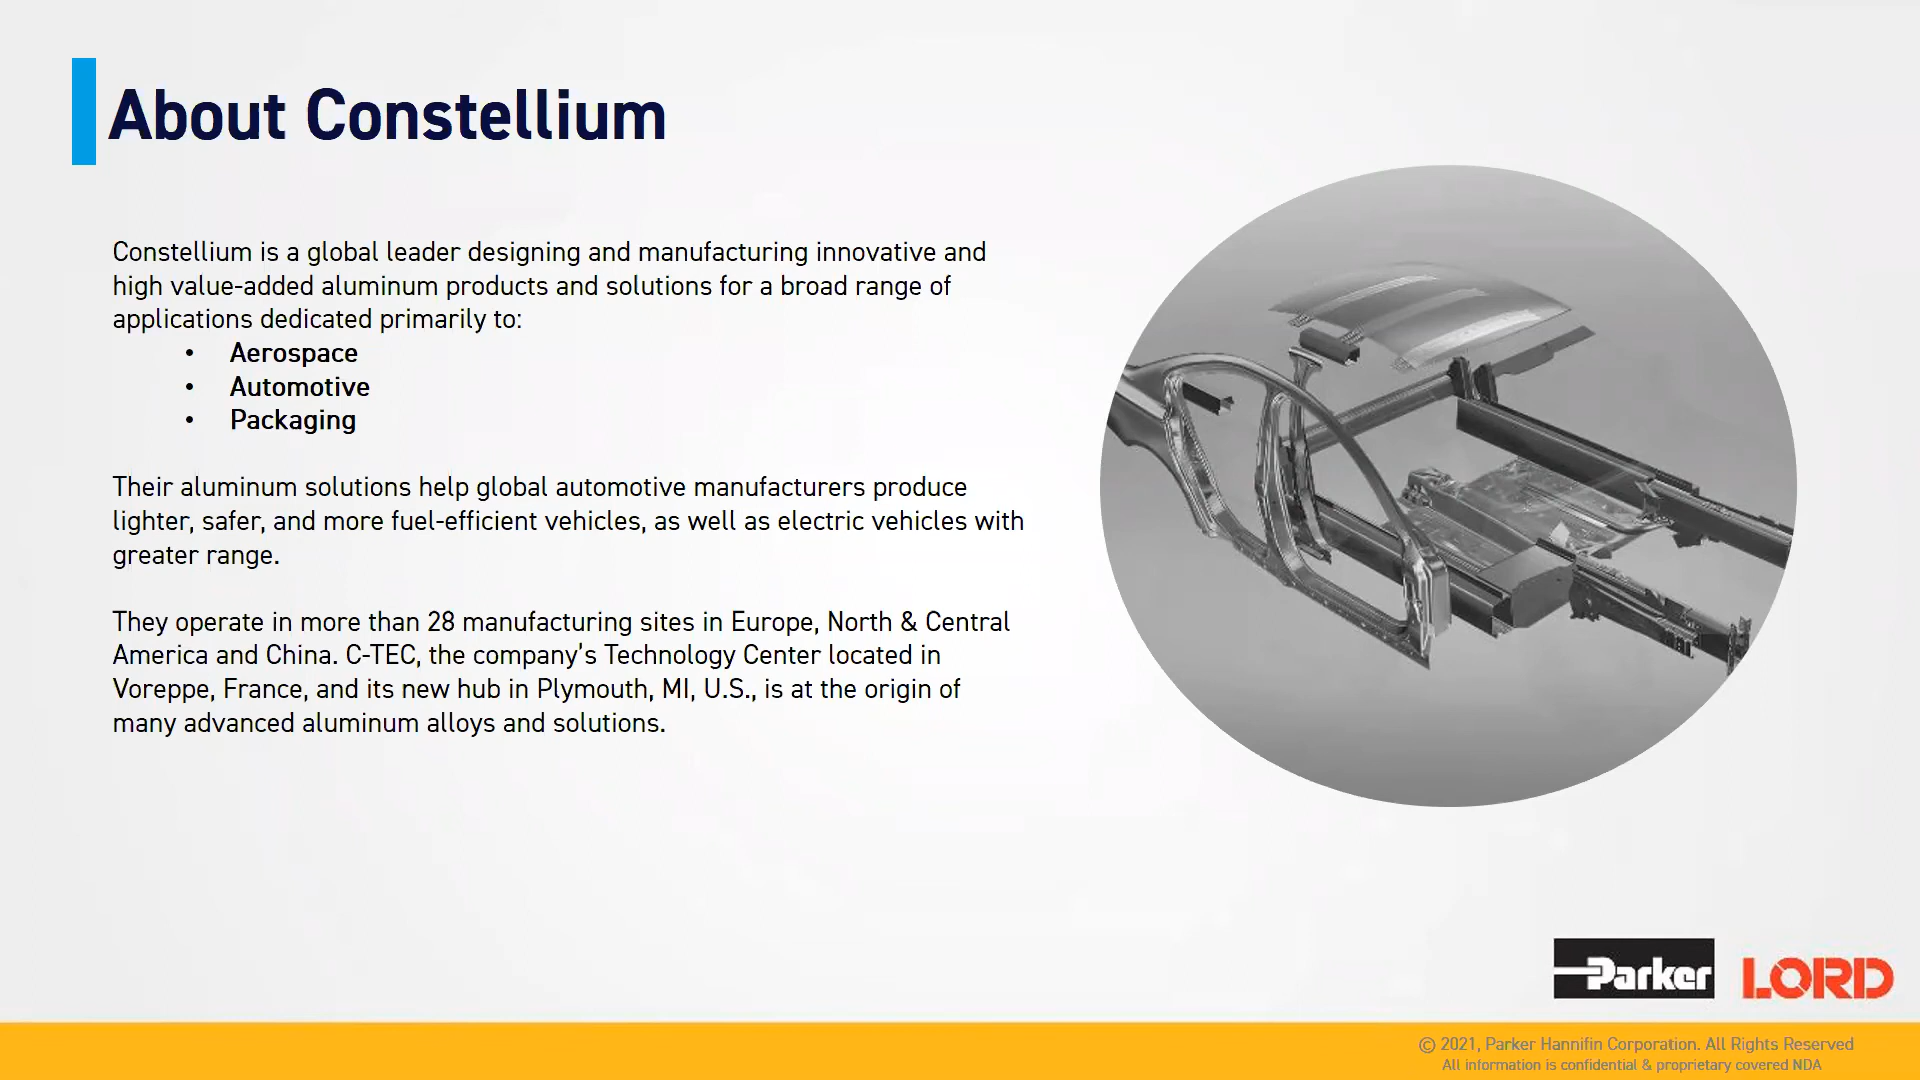 About Constellium
Constellium is a global leader designing and manufacturing innovative and
high value-added aluminum products and solutions for a broad range of
applications dedicated primarily to:
• Aerospace
• Automotive
• Packaging
Their aluminum solutions help global automotive manufacturers produce
lighter, safer, and more fuel-efficient vehicles, as well as electric vehicles with
greater range.
They operate in more than 28 manufacturing sites in Europe, North & Central
America and China. C-TEC, the company’s Technology Center located in
Voreppe, France, and its new hub in Plymouth, MI, U.S., is at the origin of
many advanced aluminum alloys and solutions.
Parker LORD
© 2021, Parker Hannifin Corporation. All Rights Reserved
All information is confidential & proprietary covered NDA